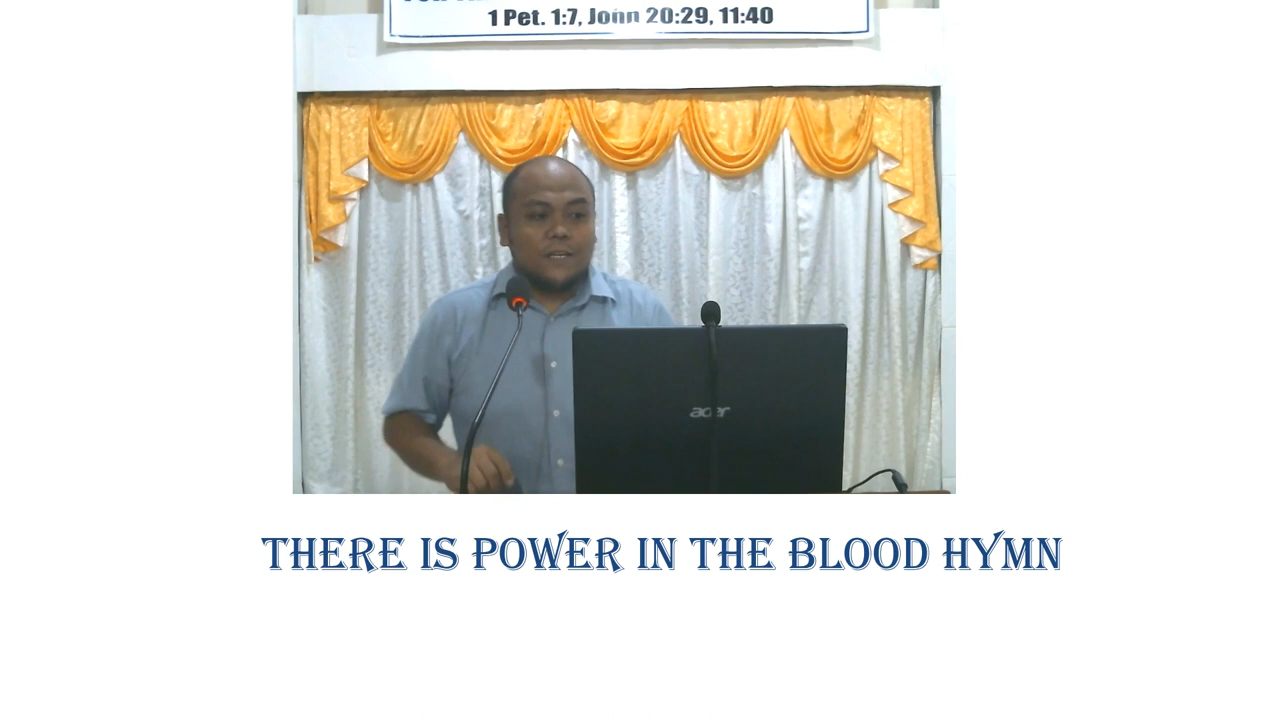 1 Pet. 1:7, John 20:29, 11:40
acer
THERE IS POWER IN THE BLOOD HYMN